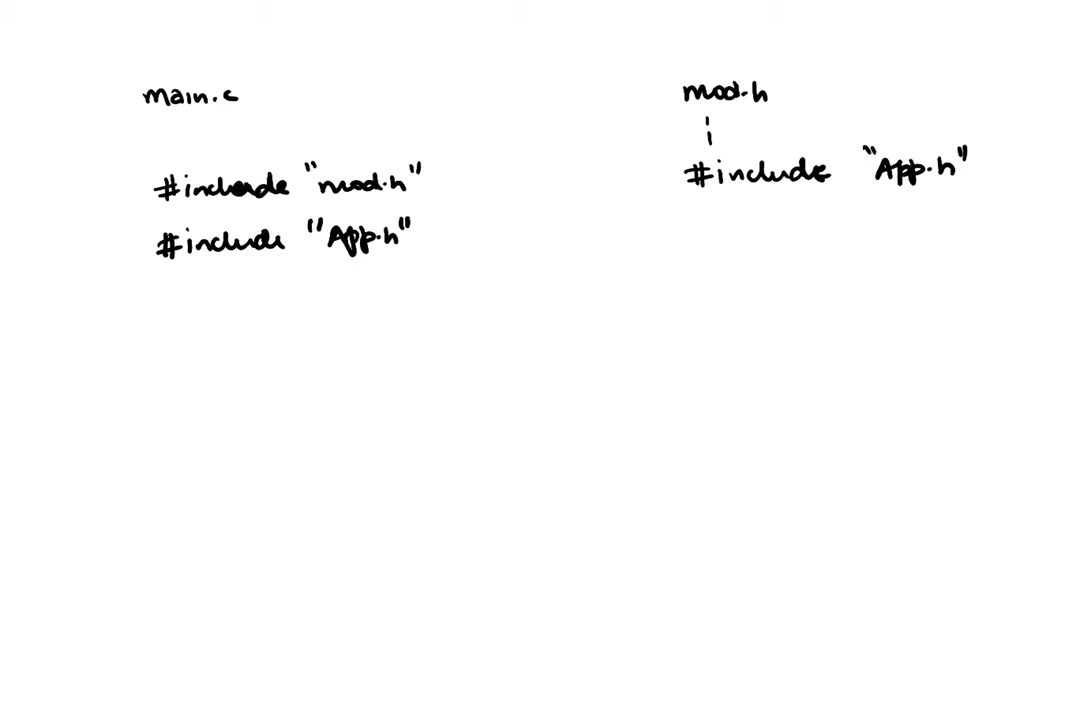 main.c
#include "mod.h"
#include "App.h"
mod.h
#include "App.h"